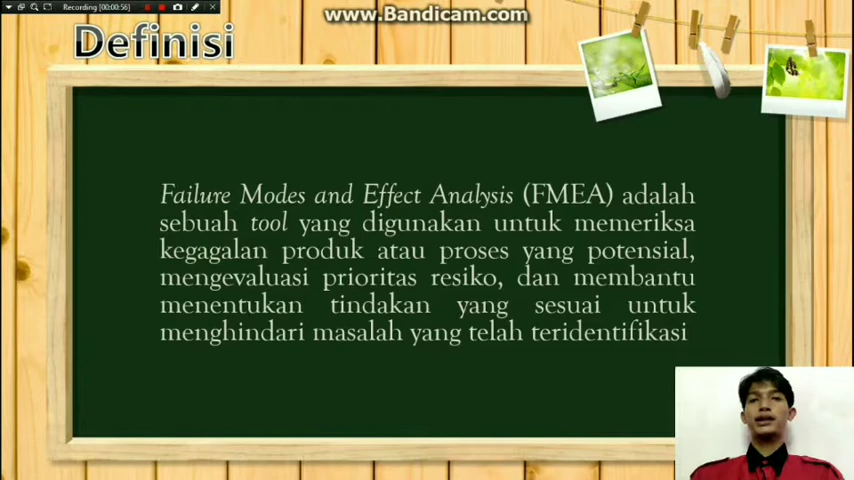 Recording [00:00:56]
www.Bandicam.com
Definisi
Failure Modes and Effect Analysis (FMEA) adalah
sebuah tool yang digunakan untuk memeriksa
kegagalan produk atau proses yang potensial,
mengevaluasi prioritas resiko, dan membantu
menentukan tindakan yang sesuai untuk
menghindari masalah yang telah teridentifikasi